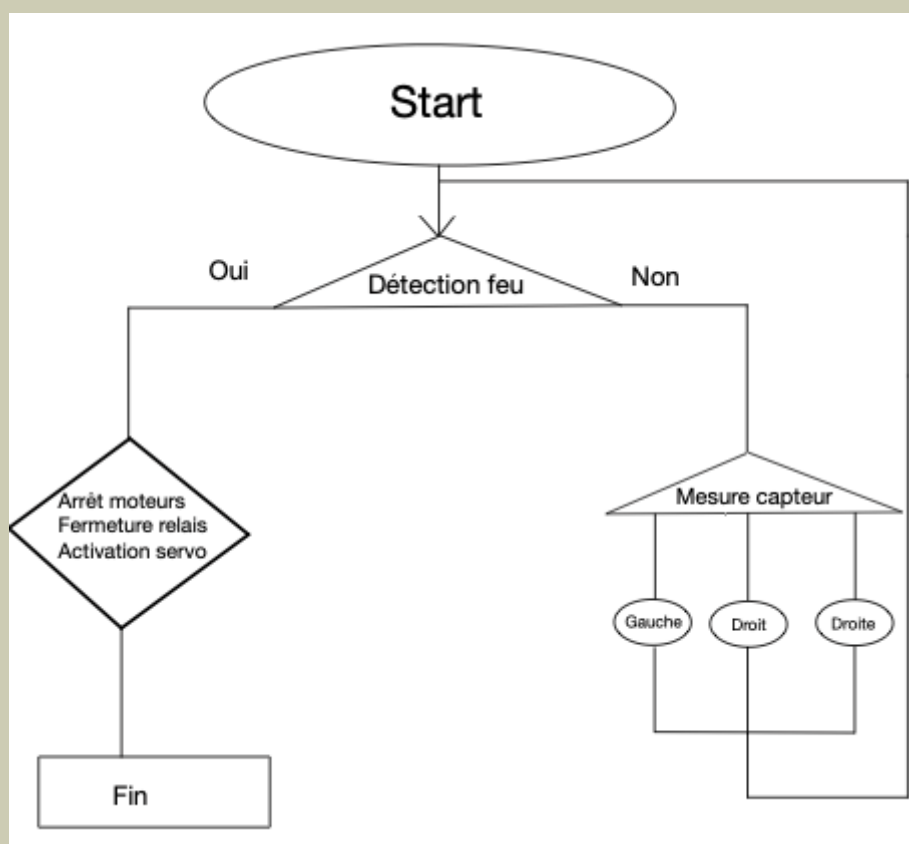 Start
Oui
Détection feu
Non
Arrêt moteurs
Fermeture relais
Activation servo
Mesure capteur
Gauche
Droit
Droite
Fin